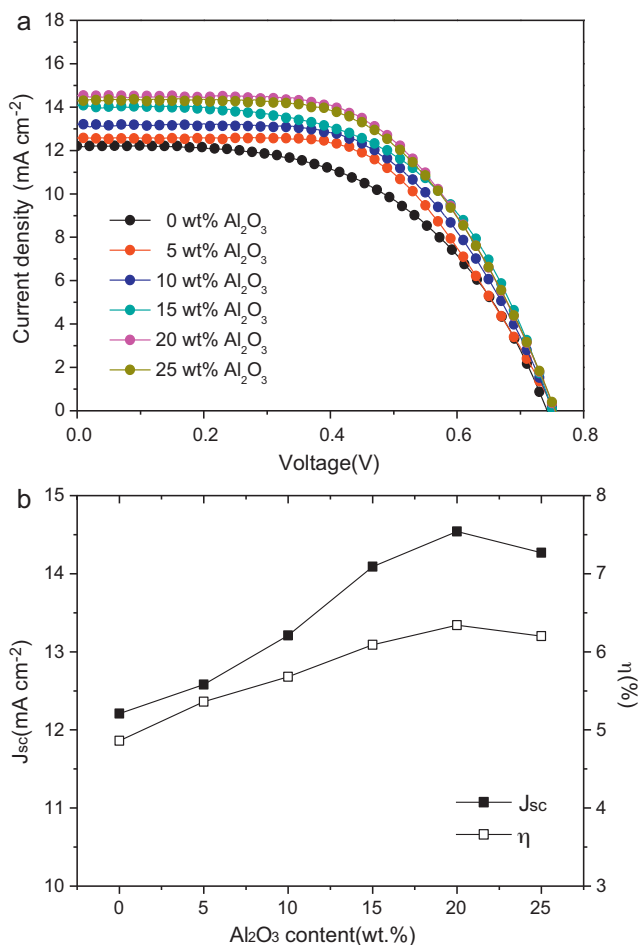 a
18
16
14
12
10
8
6
4
2
0
Current density (mA cm⁻²)
0 wt% Al₂O₃
5 wt% Al₂O₃
10 wt% Al₂O₃
15 wt% Al₂O₃
20 wt% Al₂O₃
25 wt% Al₂O₃
0.0 0.2 0.4 0.6 0.8
Voltage(V)
b
15
14
13
12
11
10
Jsc(mA cm⁻²)
8
7
6
5
4
3
η(%)
Jsc
η
0 5 10 15 20 25
Al₂O₃ content(wt.%)